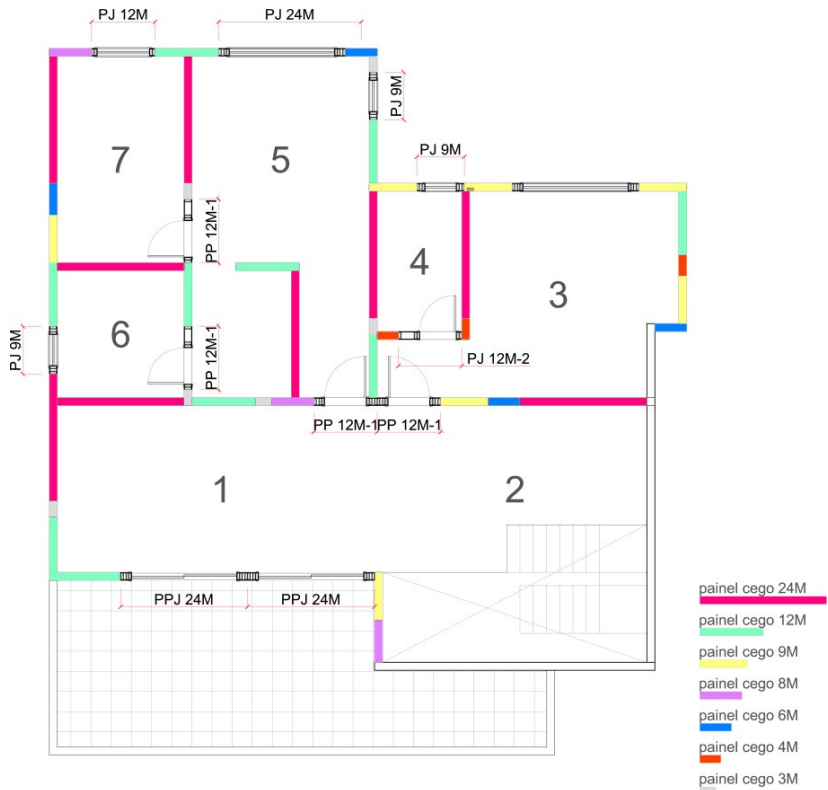 PJ 12M
PJ 24M
PJ 9M
PJ 9M
7
5
PP 12M-1
4
3
6
PJ 9M
PP 12M-1
PJ 12M-2
PP 12M-1
PP 12M-1
1
2
PPJ 24M
PPJ 24M
painel cego 24M
painel cego 12M
painel cego 9M
painel cego 8M
painel cego 6M
painel cego 4M
painel cego 3M